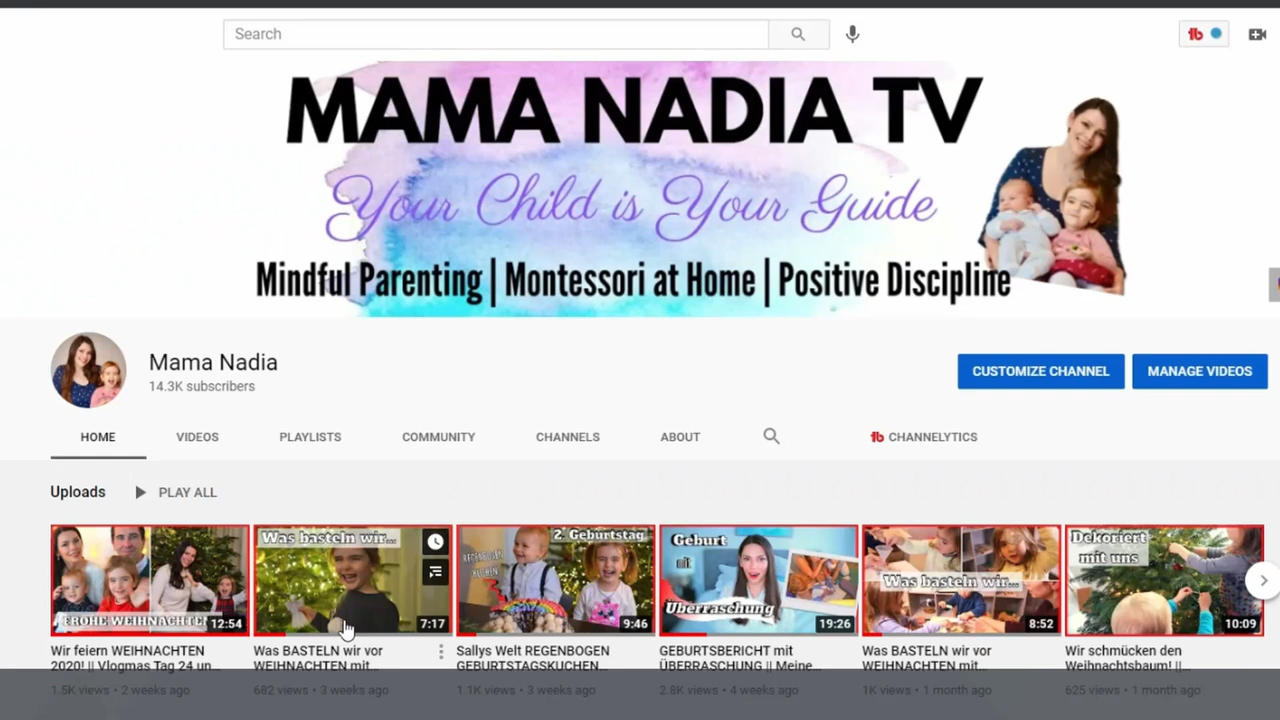 Search
MAMA NADIA TV
Your Child is Your Guide
Mindful Parenting | Montessori at Home | Positive Discipline
Mama Nadia
14.3K subscribers
CUSTOMIZE CHANNEL
MANAGE VIDEOS
HOME
VIDEOS
PLAYLISTS
COMMUNITY
CHANNELS
ABOUT
CHANNELYTICS
Uploads
PLAY ALL
FROHE WEIHNACHTEN
12:54
Was basteln wir...
7:17
REGENBOGEN
KUCHEN
2. Geburtstag
9:46
Geburt
mit
Überraschung
19:26
Was basteln wir...
8:52
Dekoriert
mit uns
10:09
Wir feiern WEIHNACHTEN
2020! || Vlogmas Tag 24 un...
1.5K views • 2 weeks ago
Was BASTELN wir vor
WEIHNACHTEN mit...
682 views • 3 weeks ago
Sallys Welt REGENBOGEN
GEBURTSTAGSKUCHEN...
1.1K views • 3 weeks ago
GEBURTSBERICHT mit
ÜBERRASCHUNG || Meine...
2.8K views • 4 weeks ago
Was BASTELN wir vor
WEIHNACHTEN mit...
1K views • 1 month ago
Wir schmücken den
Weihnachtsbaum! ||...
625 views • 1 month ago